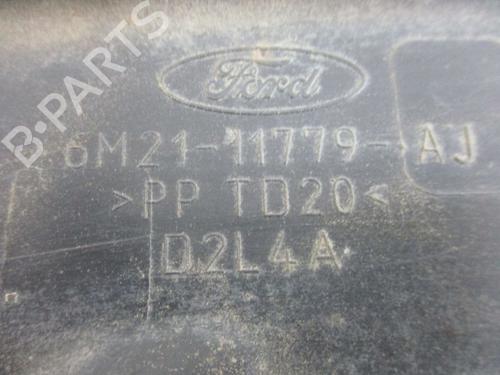 Ford
6M21-11779-AJ
>PP TD20<
D2L4A
B-PARTS